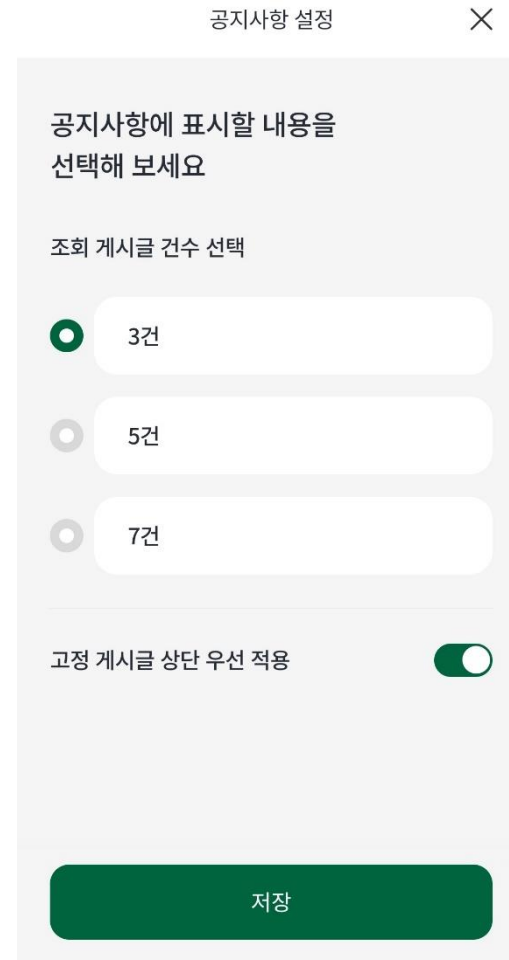 공지사항 설정
공지사항에 표시할 내용을
선택해 보세요
조회 게시글 건수 선택
3건
5건
7건
고정 게시글 상단 우선 적용
저장